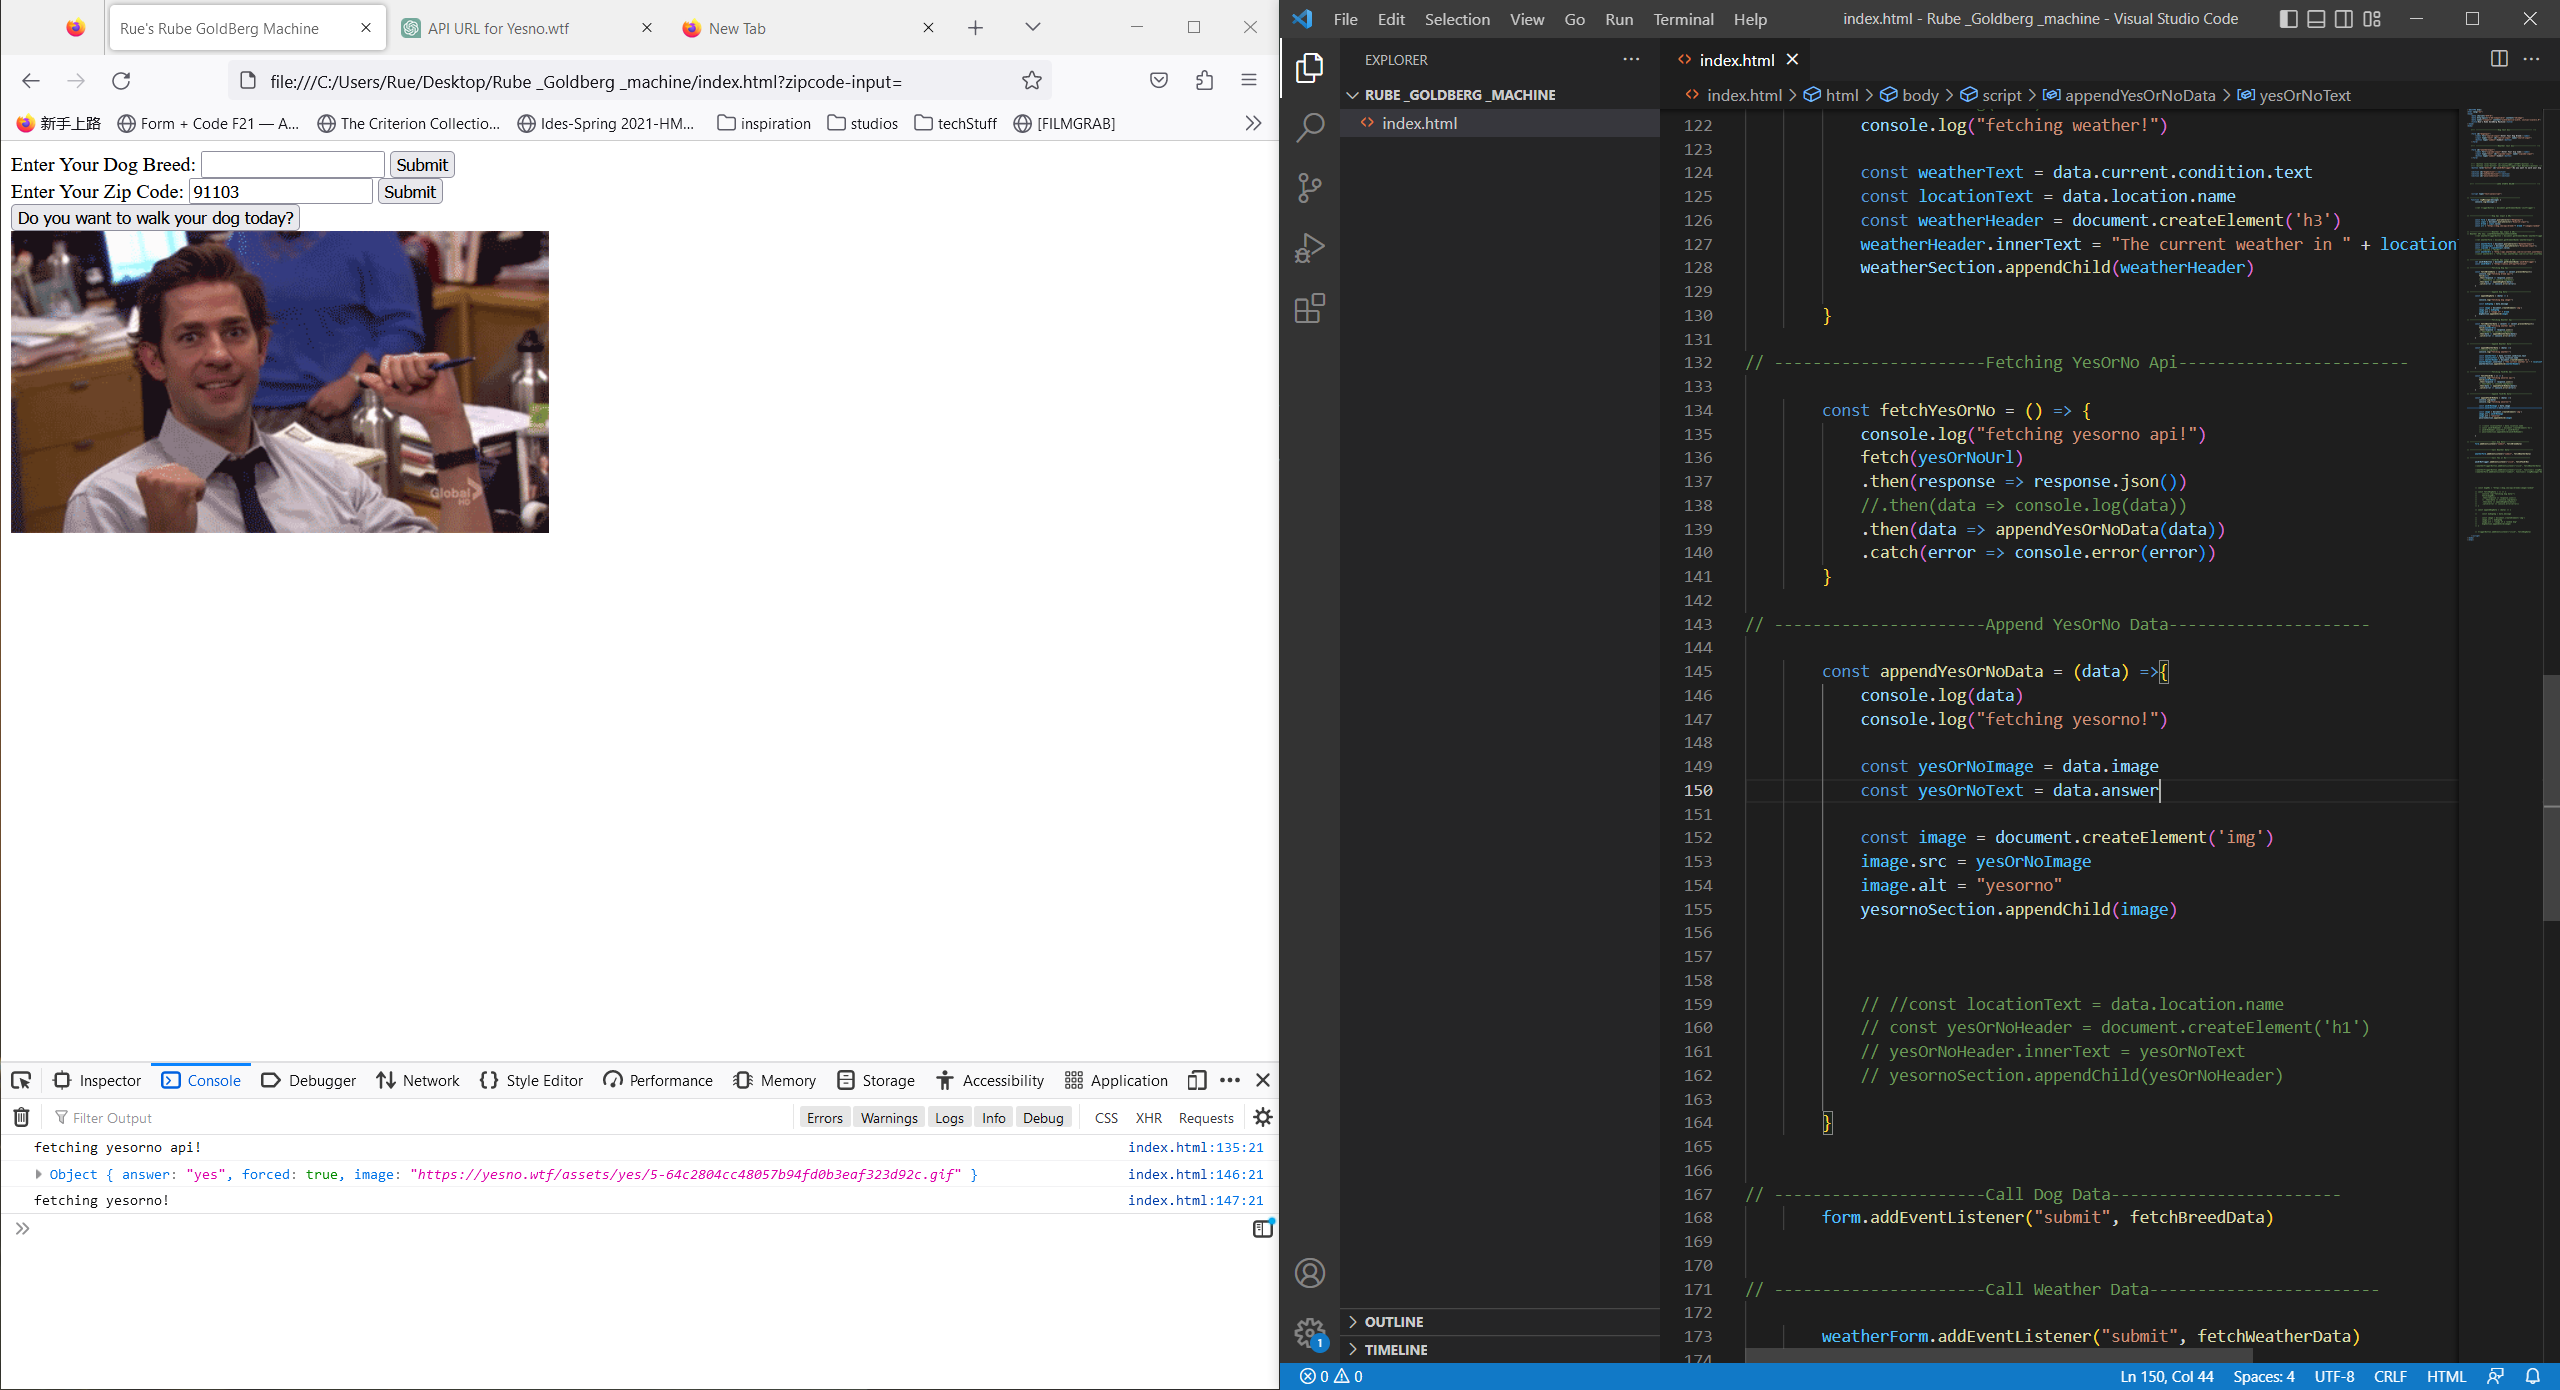 Rue's Rube GoldBerg Machine
API URL for Yesno.wtf
New Tab
file:///C:/Users/Rue/Desktop/Rube _Goldberg _machine/index.html?zipcode-input=
新手上路
Form + Code F21 — A...
The Criterion Collectio...
Ides-Spring 2021-HM...
inspiration
studios
techStuff
[FILMGRAB]
Enter Your Dog Breed: Submit
Enter Your Zip Code: 91103 Submit
Do you want to walk your dog today?
Global
HD
Inspector Console Debugger Network Style Editor Performance Memory Storage Accessibility Application
Filter Output
Errors Warnings Logs Info Debug CSS XHR Requests
fetching yesorno api! index.html:135:21
Object { answer: "yes", forced: true, image: "https://yesno.wtf/assets/yes/5-64c2804cc48057b94fd0b3eaf323d92c.gif" } index.html:146:21
fetching yesorno! index.html:147:21
File Edit Selection View Go Run Terminal Help
index.html - Rube _Goldberg _machine - Visual Studio Code
EXPLORER
RUBE _GOLDBERG _MACHINE
index.html
OUTLINE
TIMELINE
1
index.html
index.html > html > body > script > appendYesOrNoData > yesOrNoText
122 console.log("fetching weather!")
123
124 const weatherText = data.current.condition.text
125 const locationText = data.location.name
126 const weatherHeader = document.createElement('h3')
127 weatherHeader.innerText = "The current weather in " + location
128 weatherSection.appendChild(weatherHeader)
129
130 }
131
132 // ----------------------Fetching YesOrNo Api------------------------
133
134 const fetchYesOrNo = () => {
135 console.log("fetching yesorno api!")
136 fetch(yesOrNoUrl)
137 .then(response => response.json())
138 //.then(data => console.log(data))
139 .then(data => appendYesOrNoData(data))
140 .catch(error => console.error(error))
141 }
142
143 // ----------------------Append YesOrNo Data---------------------
144
145 const appendYesOrNoData = (data) =>{
146 console.log(data)
147 console.log("fetching yesorno!")
148
149 const yesOrNoImage = data.image
150 const yesOrNoText = data.answer
151
152 const image = document.createElement('img')
153 image.src = yesOrNoImage
154 image.alt = "yesorno"
155 yesornoSection.appendChild(image)
156
157
158
159 // //const locationText = data.location.name
160 // const yesOrNoHeader = document.createElement('h1')
161 // yesOrNoHeader.innerText = yesOrNoText
162 // yesornoSection.appendChild(yesOrNoHeader)
163
164 }
165
166
167 // ----------------------Call Dog Data------------------------
168 form.addEventListener("submit", fetchBreedData)
169
170
171 // ----------------------Call Weather Data------------------------
172
173 weatherForm.addEventListener("submit", fetchWeatherData)
174
0 0
Ln 150, Col 44 Spaces: 4 UTF-8 CRLF HTML